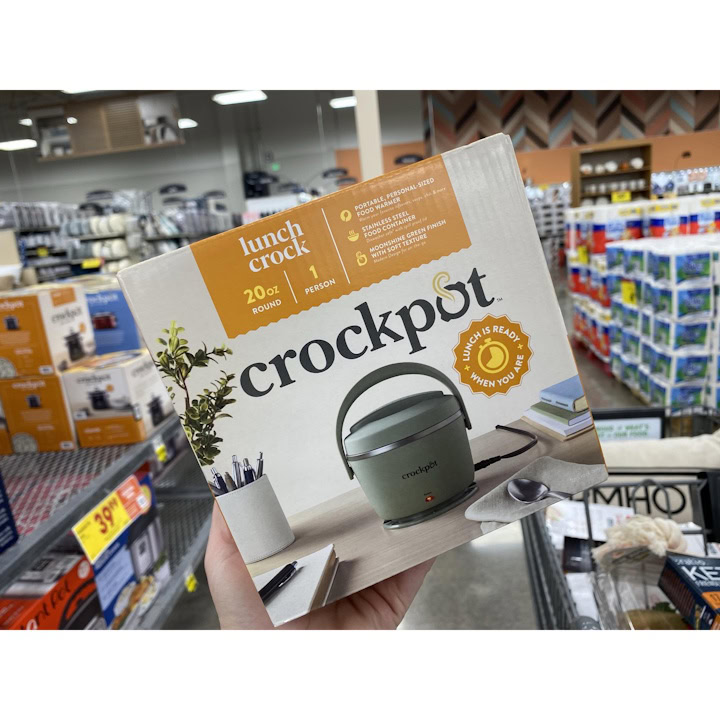 lunch
crock
20oz
ROUND
1
PERSON
PORTABLE, PERSONAL SIZED
FOOD WARMER
STAINLESS STEEL
FOOD CONTAINER
MOONSHINE GREEN FINISH
WITH SOFT TEXTURE
crockpot™
LUNCH IS READY
WHEN YOU ARE
crockpot
crockpot
39